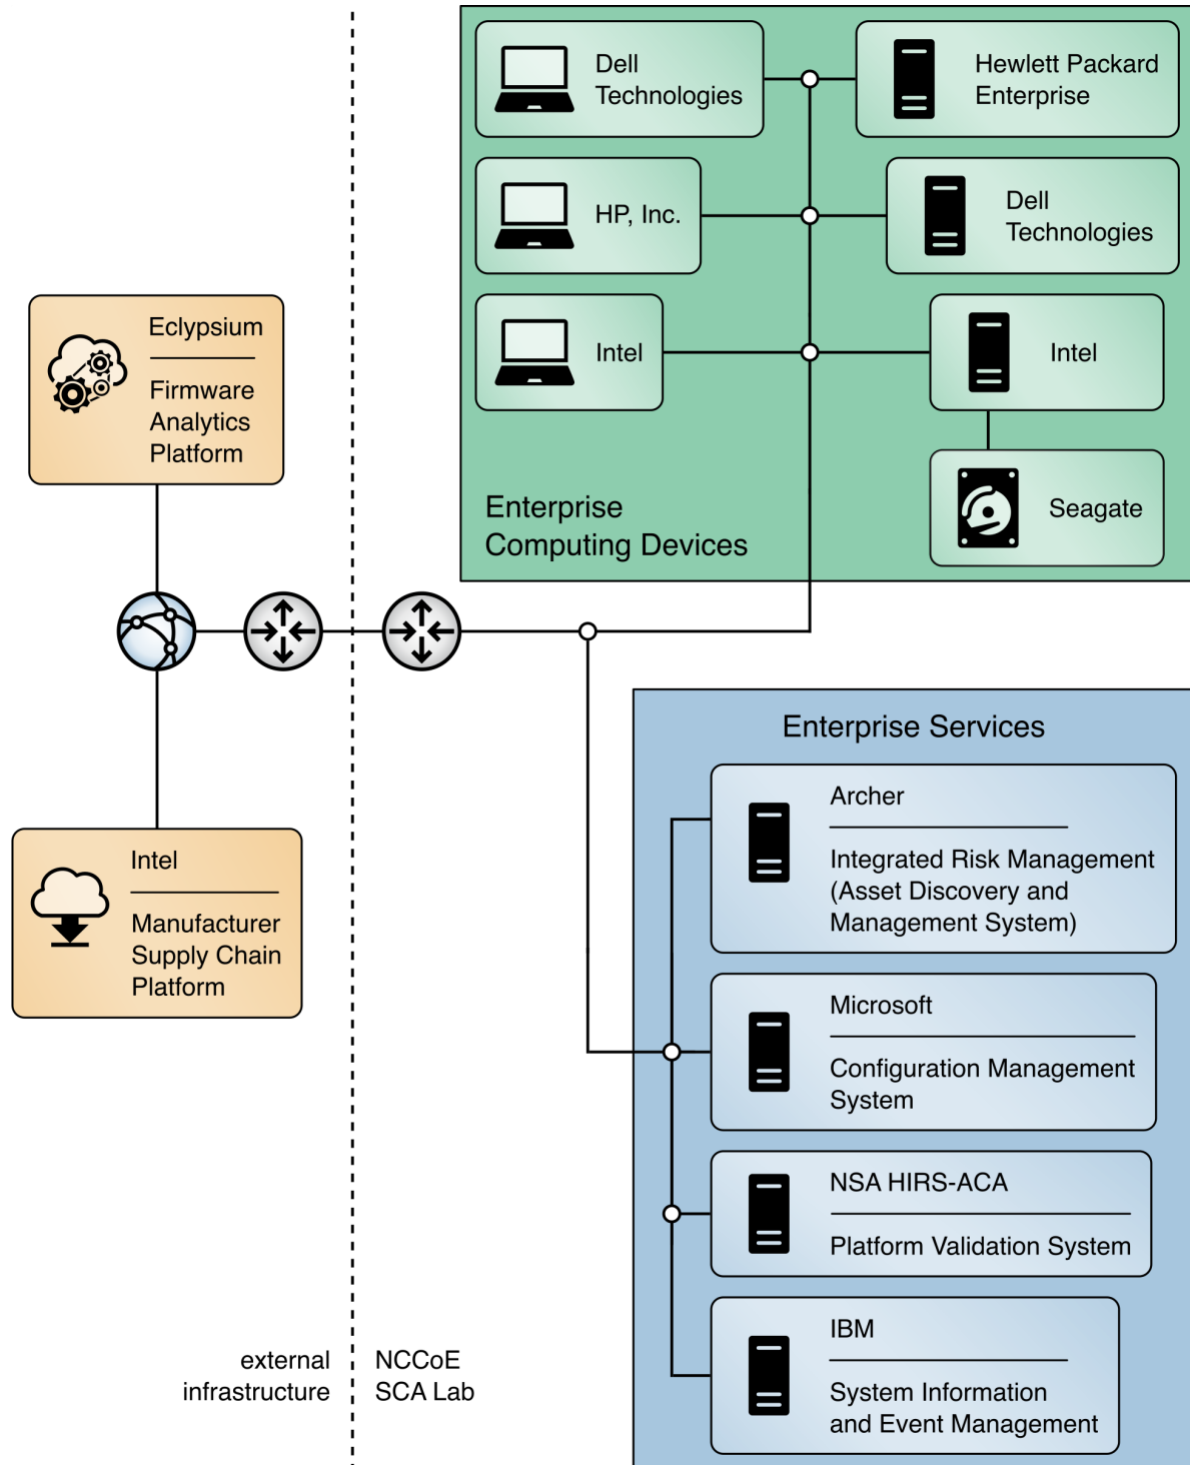 Dell
Technologies
Hewlett Packard
Enterprise
HP, Inc.
Dell
Technologies
Intel
Intel
Seagate
Enterprise
Computing Devices
Eclypsium
Firmware
Analytics
Platform
Intel
Manufacturer
Supply Chain
Platform
Enterprise Services
Archer
Integrated Risk Management
(Asset Discovery and
Management System)
Microsoft
Configuration Management
System
NSA HIRS-ACA
Platform Validation System
IBM
System Information
and Event Management
external
infrastructure
NCCoE
SCA Lab